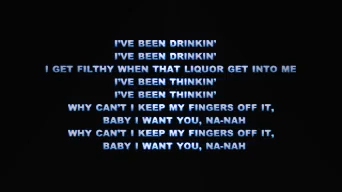 I'VE BEEN DRINKIN'
I'VE BEEN DRINKIN'
I GET FILTHY WHEN THAT LIQUOR GET INTO ME
I'VE BEEN THINKIN'
I'VE BEEN THINKIN'
WHY CAN'T I KEEP MY FINGERS OFF IT,
BABY I WANT YOU, NA-NAH
WHY CAN'T I KEEP MY FINGERS OFF IT,
BABY I WANT YOU, NA-NAH